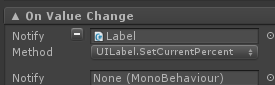 On Value Change
Notify Label
Method UILabel.SetCurrentPercent
Notify None (MonoBehaviour)